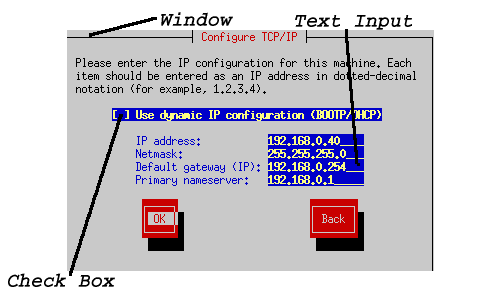 Window
Text Input
Configure TCP/IP
Please enter the IP configuration for this machine. Each
item should be entered as an IP address in dotted-decimal
notation (for example, 1.2.3.4).
[ ] Use dynamic IP configuration (BOOTP/DHCP)
IP address: 192.168.0.40
Netmask: 255.255.255.0
Default gateway (IP): 192.168.0.254
Primary nameserver: 192.168.0.1
OK Back
Check Box